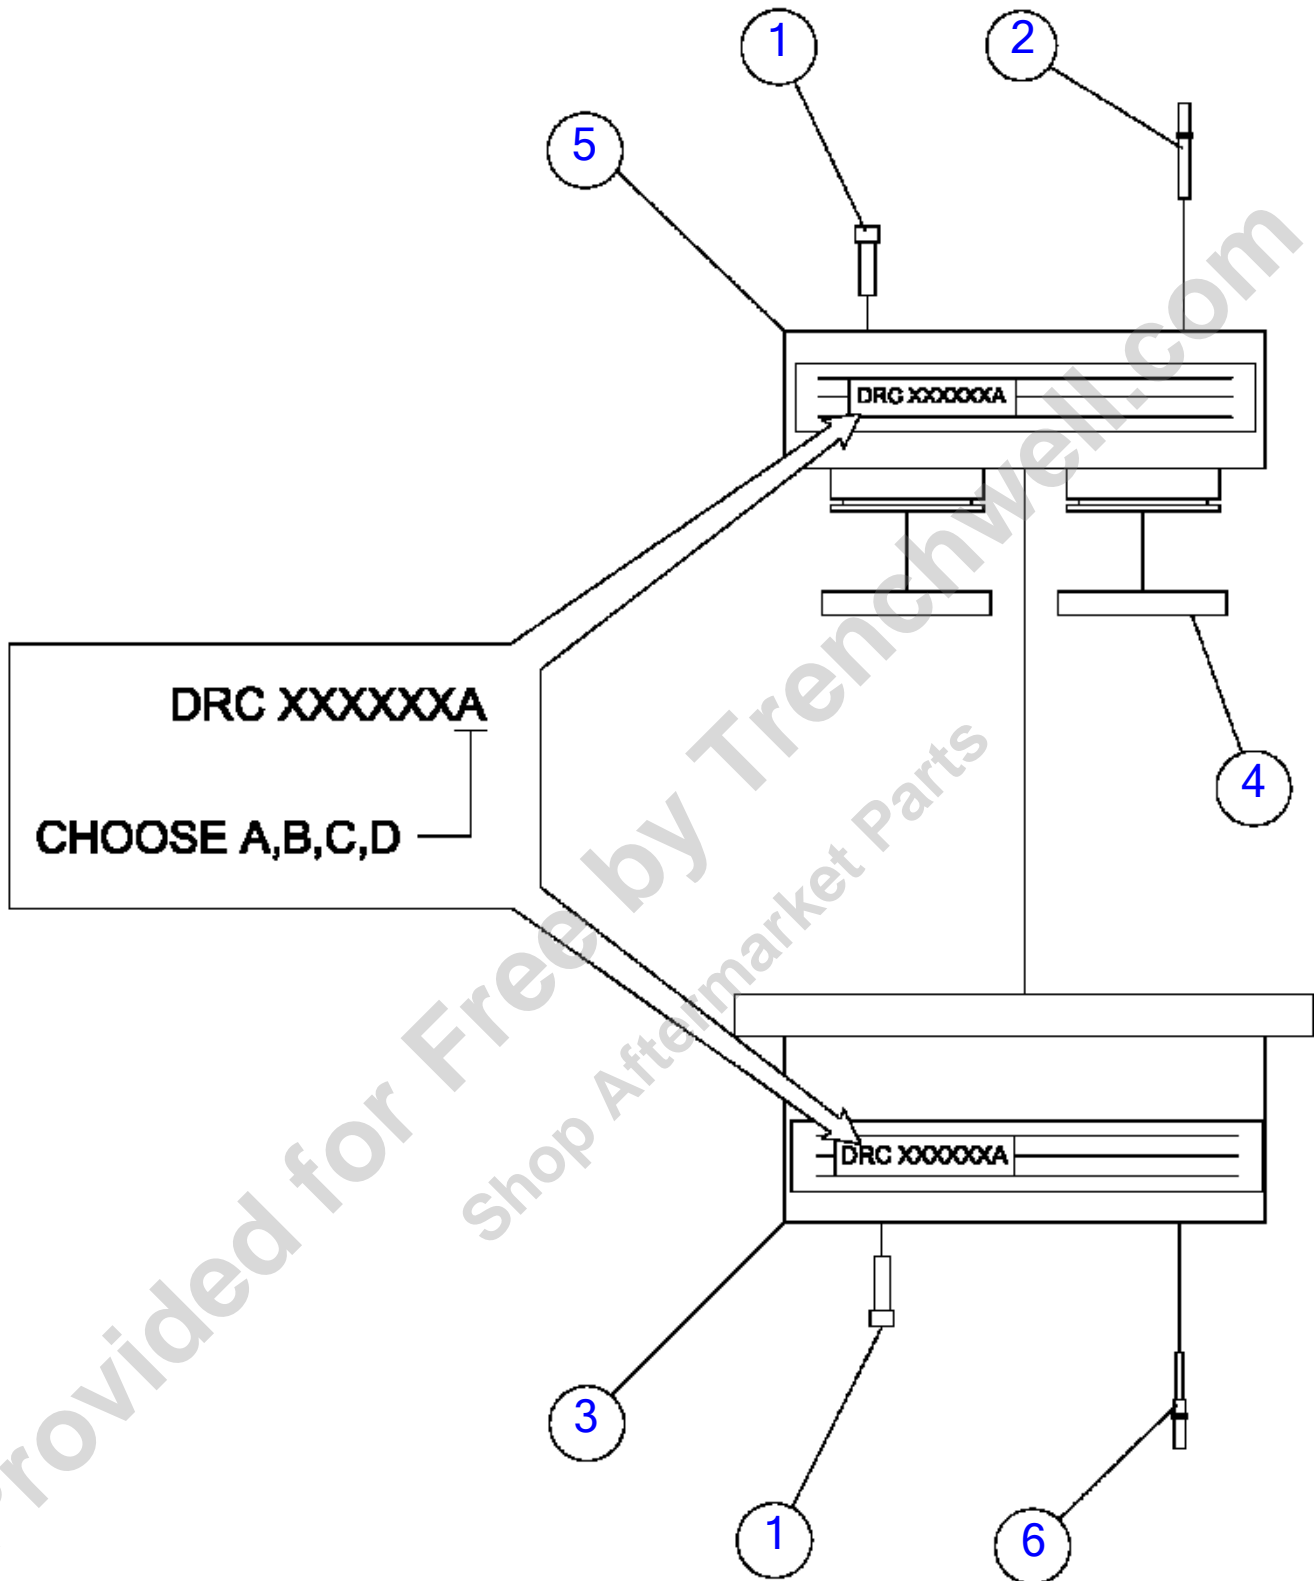 1
2
5
DRC XXXXXXA
DRC XXXXXXA
CHOOSE A,B,C,D
4
DRC XXXXXXA
3
1
6
Provided for Free by Trenchwell.com
Shop Aftermarket Parts